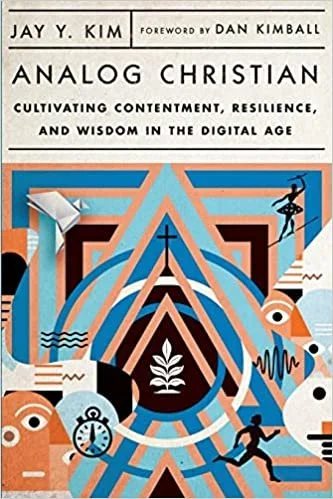 JAY Y. KIM FOREWORD BY DAN KIMBALL
ANALOG CHRISTIAN
CULTIVATING CONTENTMENT, RESILIENCE,
AND WISDOM IN THE DIGITAL AGE